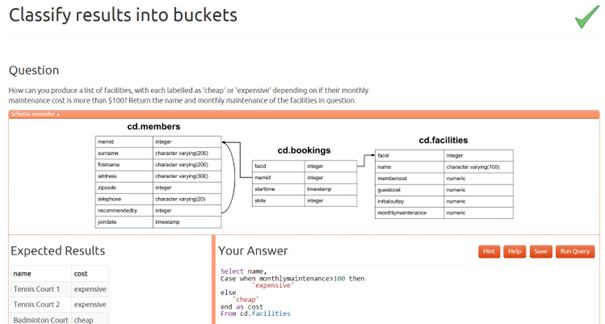 Classify results into buckets
Question
How can you produce a list of facilities, with each labelled as 'cheap' or 'expensive' depending on if their monthly
maintenance cost is more than $100? Return the name and monthly maintenance of the facilities in question.
Schema reminder ▲
cd.members
memid integer
surname character varying(200)
firstname character varying(200)
address character varying(300)
zipcode integer
telephone character varying(20)
recommendedby integer
joindate timestamp
cd.bookings
facid integer
memid integer
starttime timestamp
slots integer
cd.facilities
facid integer
name character varying(100)
membercost numeric
guestcost numeric
initialoutlay numeric
monthlymaintenance numeric
Expected Results
name cost
Tennis Court 1 expensive
Tennis Court 2 expensive
Badminton Court cheap
Your Answer
Hint Help Save Run Query
Select name,
Case when monthlymaintenance>100 then
'expensive'
else
'cheap'
end as cost
From cd.facilities